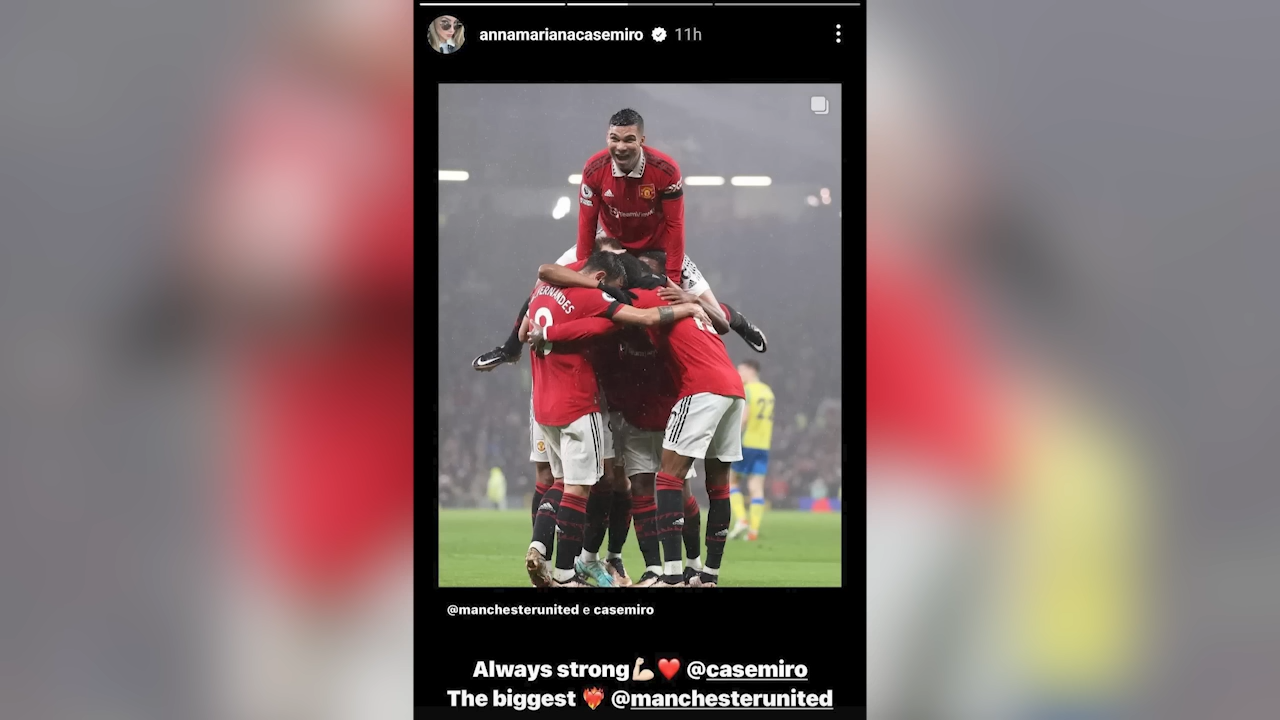 annamarianacasemiro 11h
FERNANDES
8
22
@manchesterunited e casemiro
Always strong💪🏻❤️ @casemiro
The biggest ❤️‍🔥 @manchesterunited